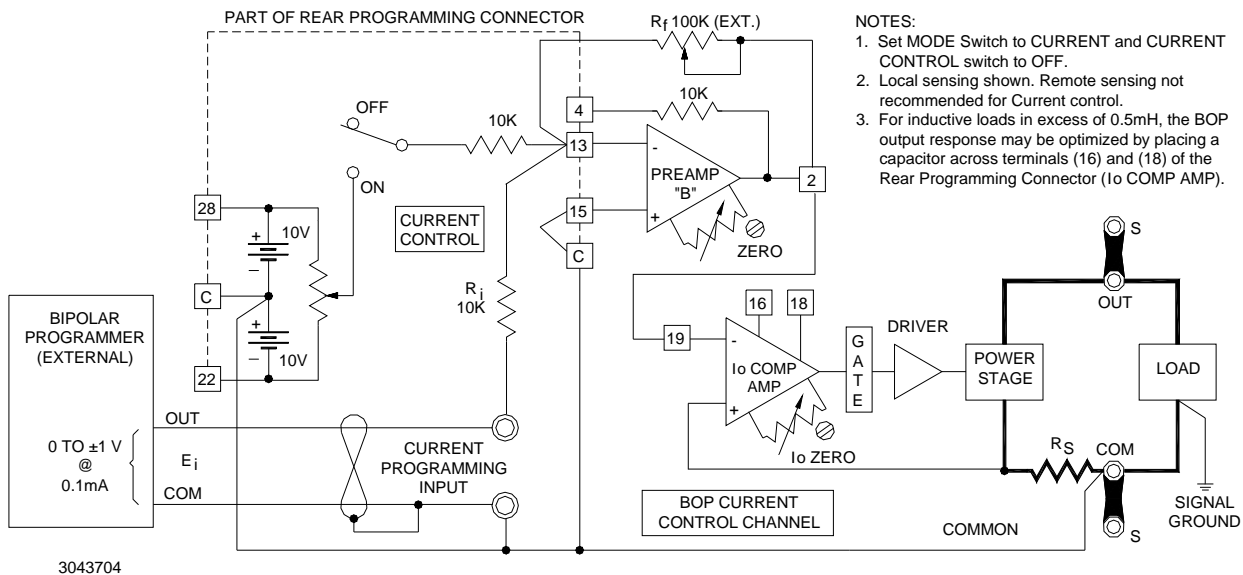 PART OF REAR PROGRAMMING CONNECTOR
Rf 100K (EXT.)
NOTES:
1. Set MODE Switch to CURRENT and CURRENT
CONTROL switch to OFF.
2. Local sensing shown. Remote sensing not
recommended for Current control.
3. For inductive loads in excess of 0.5mH, the BOP
output response may be optimized by placing a
capacitor across terminals (16) and (18) of the
Rear Programming Connector (Io COMP AMP).
OFF
10K
4
10K
13
-
PREAMP
"B"
+
2
ON
28
+
10V
–
CURRENT
CONTROL
15
C
ZERO
C
Ri
10K
+
10V
–
22
BIPOLAR
PROGRAMMER
(EXTERNAL)
0 TO ±1 V
@
0.1mA
Ei
OUT
COM
CURRENT
PROGRAMMING
INPUT
16
18
19
-
Io COMP
AMP
+
Io ZERO
GATE
DRIVER
POWER
STAGE
S
OUT
LOAD
RS
COM
S
SIGNAL
GROUND
BOP CURRENT
CONTROL CHANNEL
COMMON
3043704